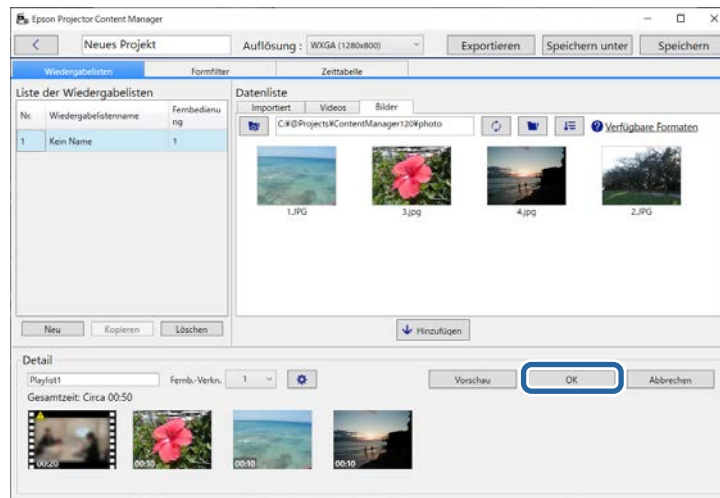 Epson Projector Content Manager
Neues Projekt
Auflösung : WXGA (1280x800)
Exportieren
Speichern unter
Speichern
Wiedergabelisten
Formfilter
Zeittabelle
Liste der Wiedergabelisten
Nr. Wiedergabelistenname Fernbedienu
ng
1 Kein Name 1
Neu
Kopieren
Löschen
Datenliste
Importiert
Videos
Bilder
C:¥@Projects¥ContentManager120¥photo
Verfügbare Formaten
1.JPG
3.jpg
4.jpg
2.JPG
Hinzufügen
Detail
Playlist1
Fernb.-Verkn. 1
Vorschau
OK
Abbrechen
Gesamtzeit: Circa 00:50
00:20
00:10
00:10
00:10